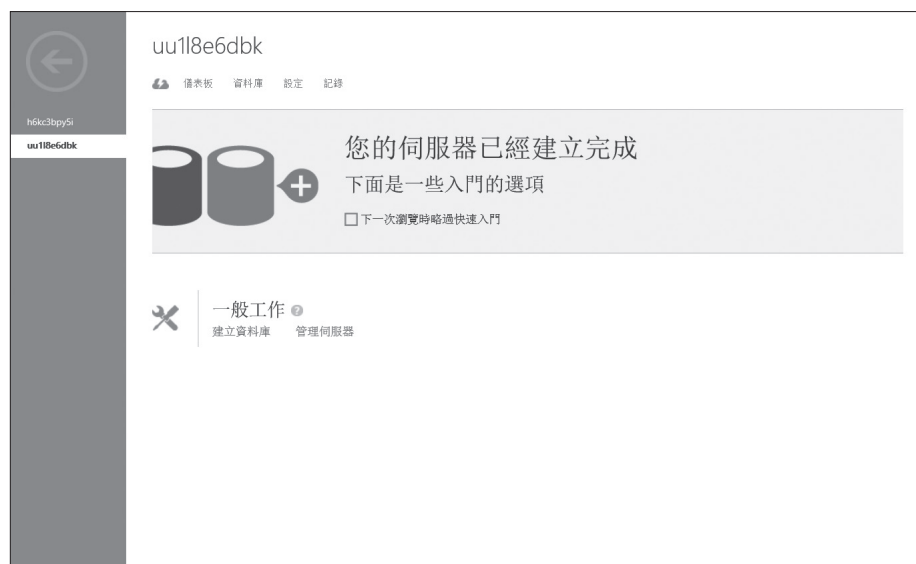 uu1l8e6dbk
儀表板 資料庫 設定 記錄
h6kc3bpy5i
uu1l8e6dbk
您的伺服器已經建立完成
下面是一些入門的選項
下一次瀏覽時略過快速入門
一般工作 ?
建立資料庫 管理伺服器